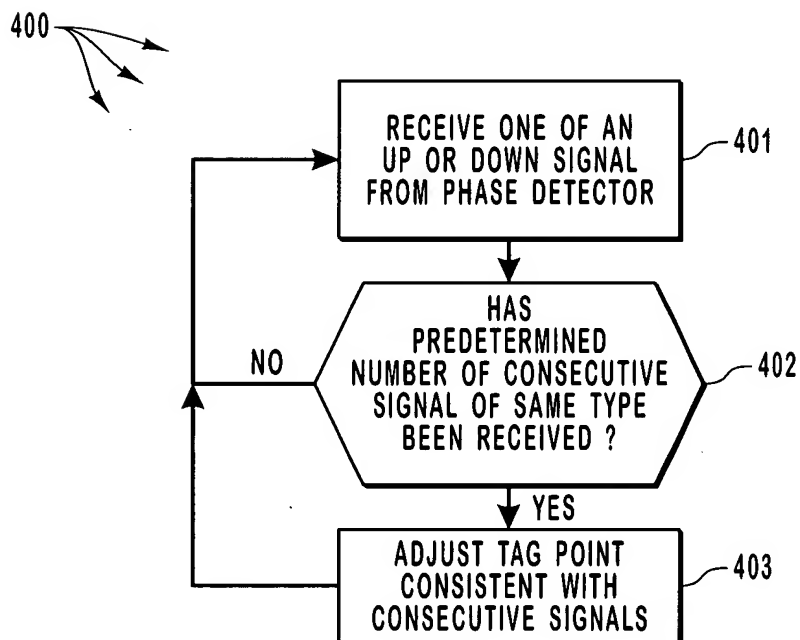 400
RECEIVE ONE OF AN
UP OR DOWN SIGNAL
FROM PHASE DETECTOR
401
HAS
PREDETERMINED
NUMBER OF CONSECUTIVE
SIGNAL OF SAME TYPE
BEEN RECEIVED ?
402
NO
YES
ADJUST TAG POINT
CONSISTENT WITH
CONSECUTIVE SIGNALS
403